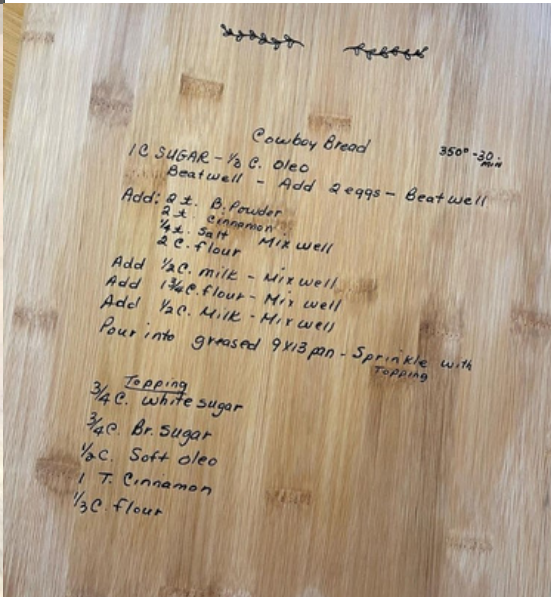 Cowboy Bread
350° - 30 min
1C SUGAR - 1/3 C. Oleo
Beat well - Add 2 eggs - Beat well
Add: 2 t. B. Powder
2 t. Cinnamon
1/4 t. Salt Mix well
2 C. flour
Add 1/2 C. milk - Mix well
Add 1 3/4 C. flour - Mix well
Add 1/2 C. Milk - Mix well
Pour into greased 9x13 pan - Sprinkle with
Topping
Topping
3/4 C. white sugar
3/4 C. Br. Sugar
1/2 C. Soft Oleo
1 T. Cinnamon
1/3 C. flour